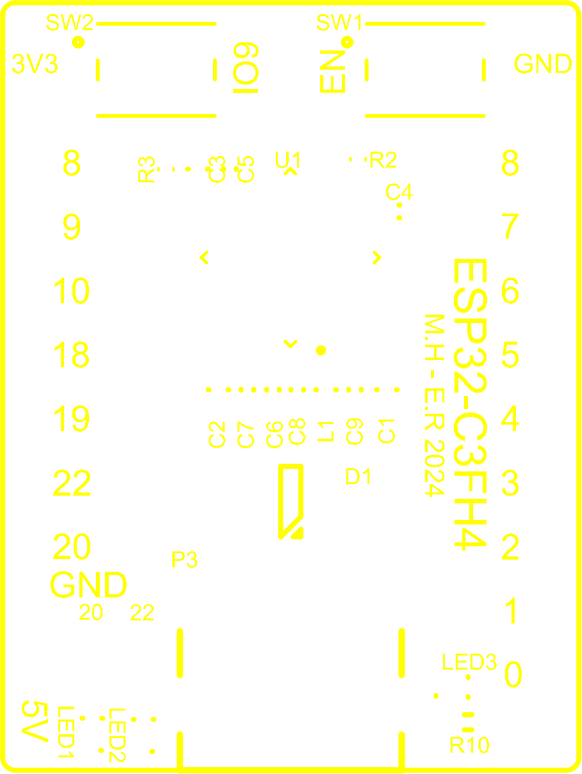 SW2
SW1
3V3
IO9
EN
GND
R3
C3
C5
U1
R2
C4
8
9
10
18
19
22
20
GND
20
22
8
7
6
5
4
3
2
1
0
ESP32-C3FH4
M.H - E.R 2024
C2
C7
C6
C8
L1
C9
C1
D1
P3
LED3
R10
5V
LED1
LED2